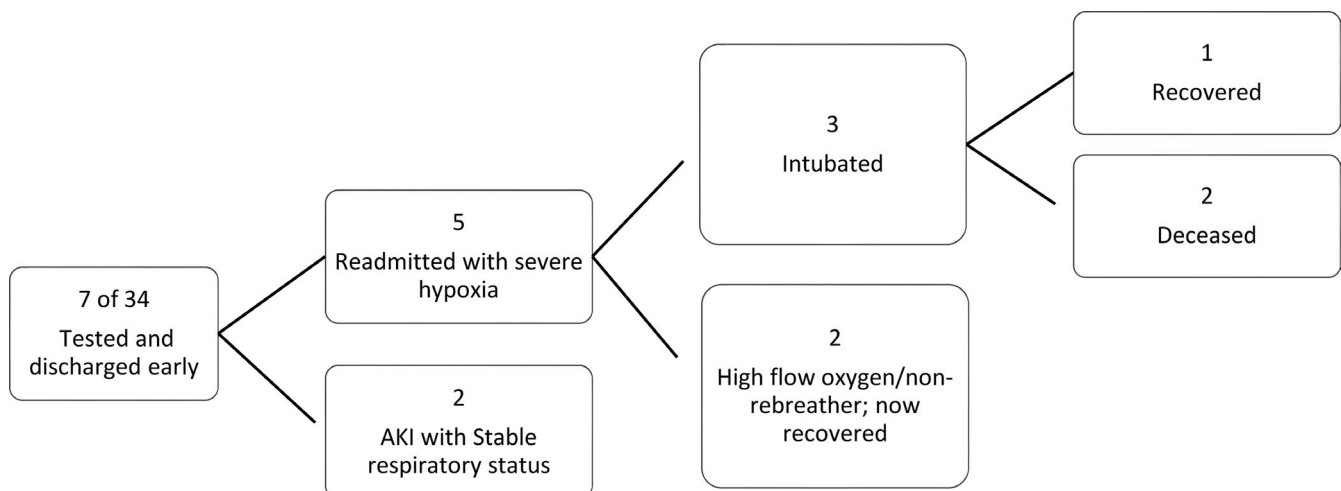 7 of 34
Tested and
discharged early
5
Readmitted with severe
hypoxia
2
AKI with Stable
respiratory status
3
Intubated
2
High flow oxygen/non-
rebreather; now
recovered
1
Recovered
2
Deceased